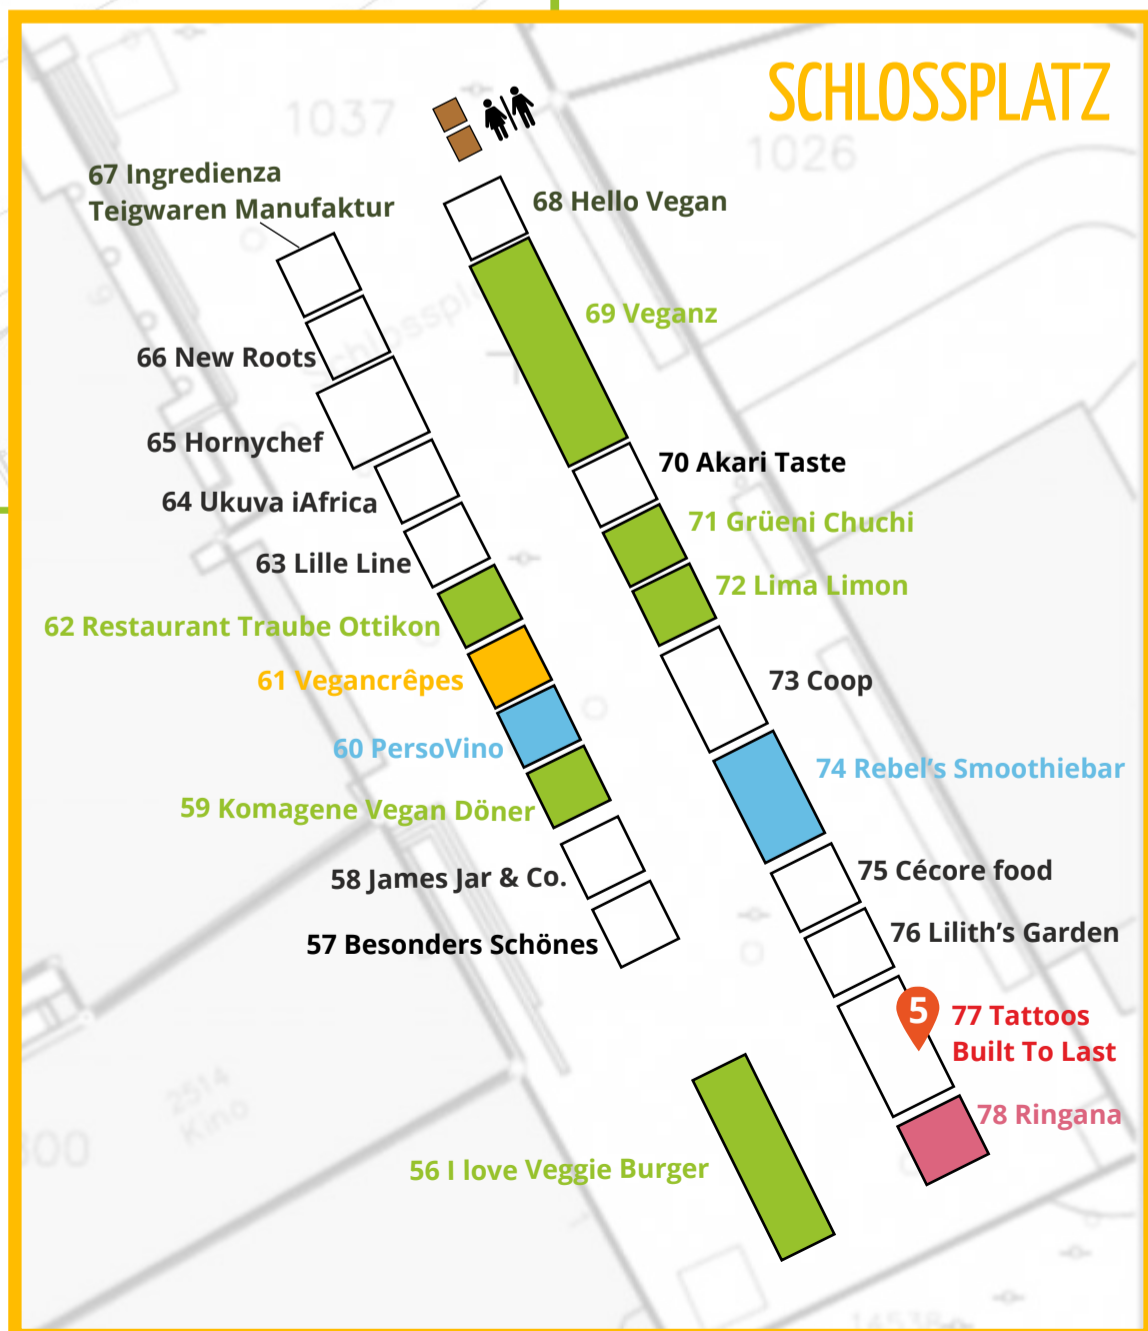 SCHLOSSPLATZ
1037
1026
67 Ingredienza
Teigwaren Manufaktur
68 Hello Vegan
69 Veganz
66 New Roots
65 Hornychef
70 Akari Taste
64 Ukuva iAfrica
71 Grüeni Chuchi
63 Lille Line
72 Lima Limon
62 Restaurant Traube Ottikon
61 Vegancrêpes
73 Coop
60 PersoVino
74 Rebel's Smoothiebar
59 Komagene Vegan Döner
58 James Jar & Co.
75 Cécore food
57 Besonders Schönes
76 Lilith's Garden
5
77 Tattoos
Built To Last
78 Ringana
2514
Kino
56 I love Veggie Burger